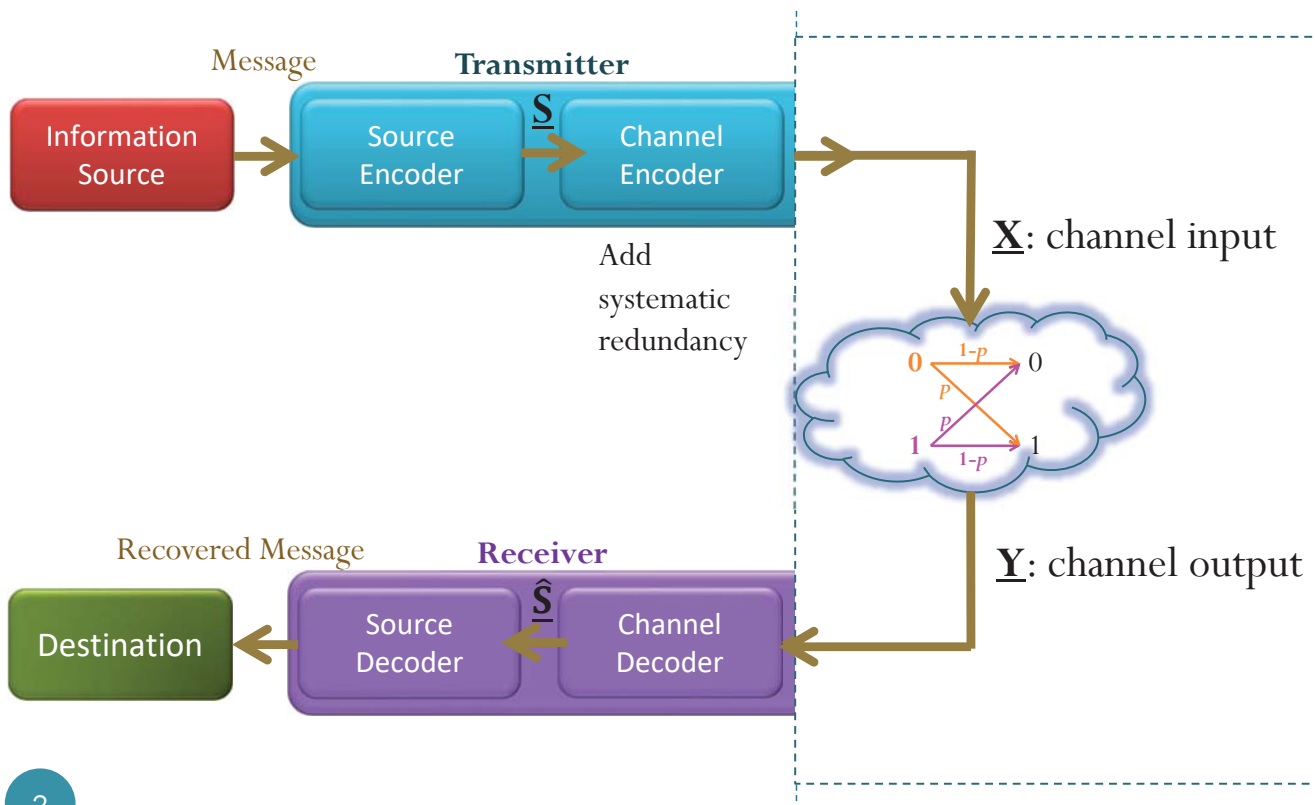 Message
Transmitter
Information
Source
Source
Encoder
S
Channel
Encoder
Add
systematic
redundancy
X: channel input
0
1-p
0
p
p
1
1-p
1
Y: channel output
Recovered Message
Receiver
Destination
Source
Decoder
Ŝ
Channel
Decoder
2